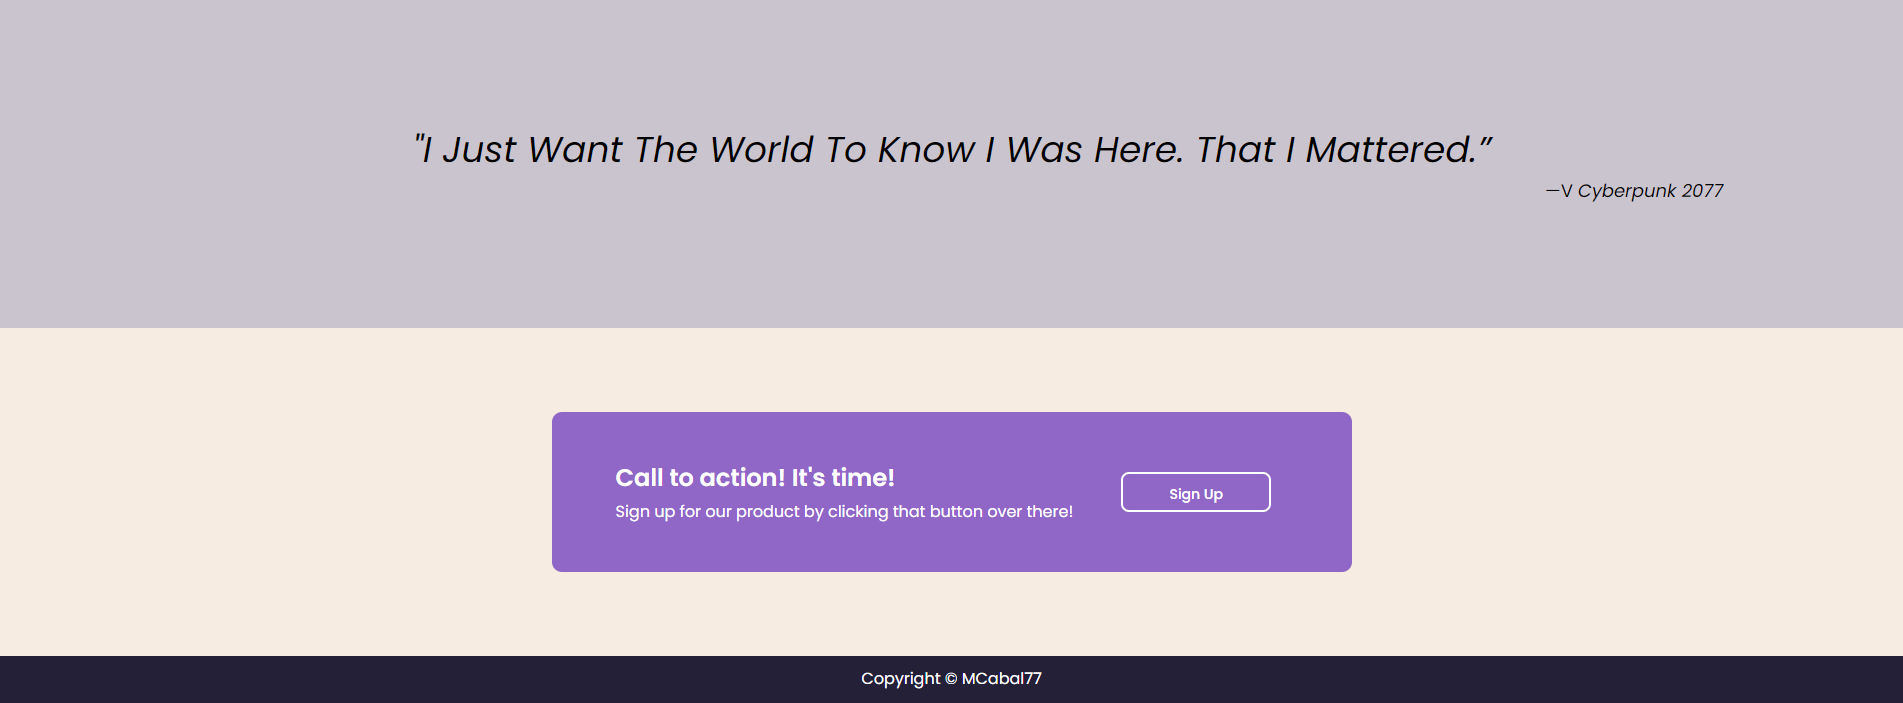 "I Just Want The World To Know I Was Here. That I Mattered.”
—V Cyberpunk 2077
Call to action! It's time!
Sign up for our product by clicking that button over there!
Sign Up
Copyright © MCabal77